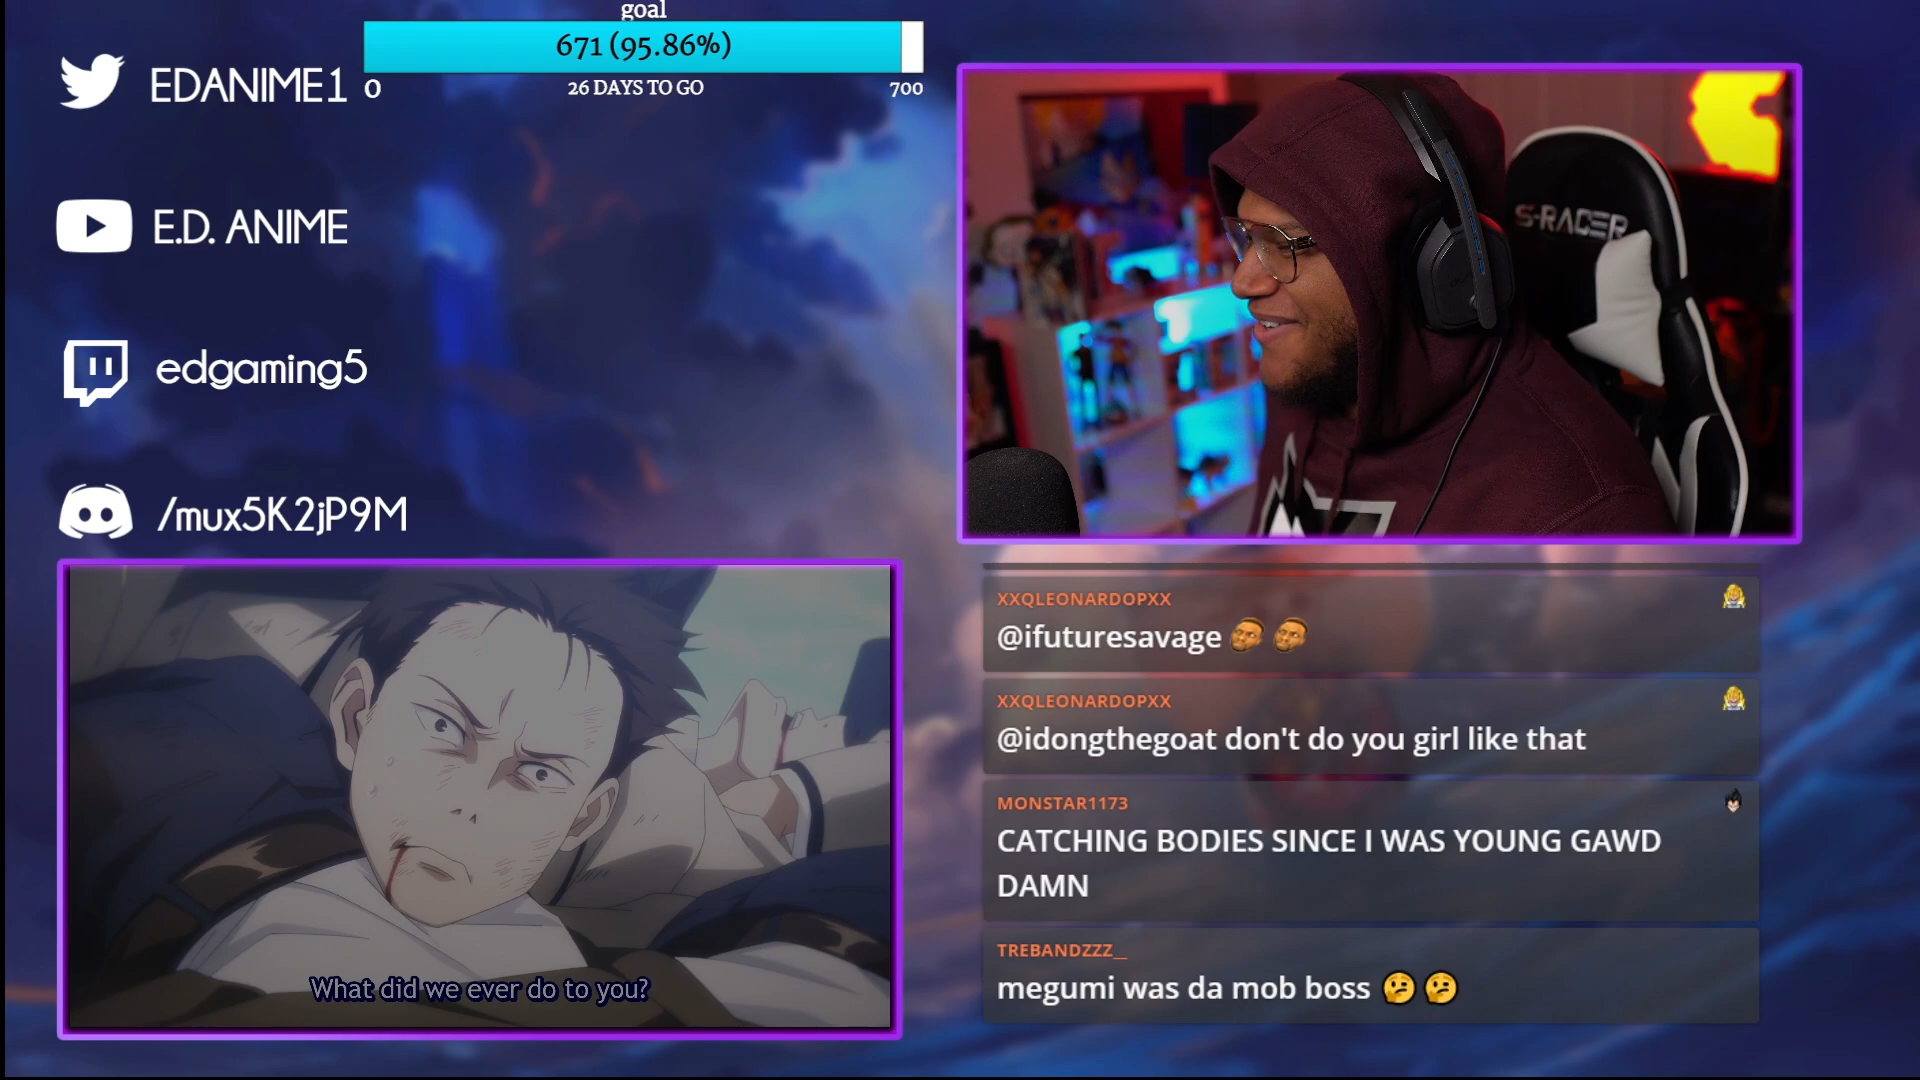 goal
671 (95.86%)
0
26 DAYS TO GO
700
EDANIME1
E.D. ANIME
edgaming5
/mux5K2jP9M
S-RACER
What did we ever do to you?
XXQLEONARDOPXX
@ifuturesavage
XXQLEONARDOPXX
@idongthegoat don't do you girl like that
MONSTAR1173
CATCHING BODIES SINCE I WAS YOUNG GAWD
DAMN
TREBANDZZZ__
megumi was da mob boss